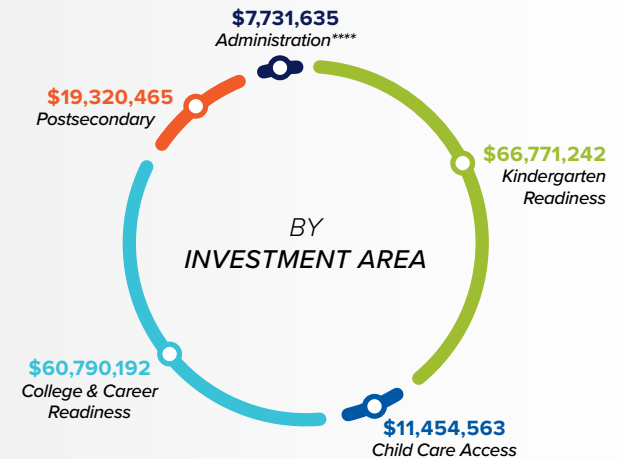 $7,731,635
Administration****
$19,320,465
Postsecondary
$66,771,242
Kindergarten
Readiness
BY
INVESTMENT AREA
$60,790,192
College & Career
Readiness
$11,454,563
Child Care Access